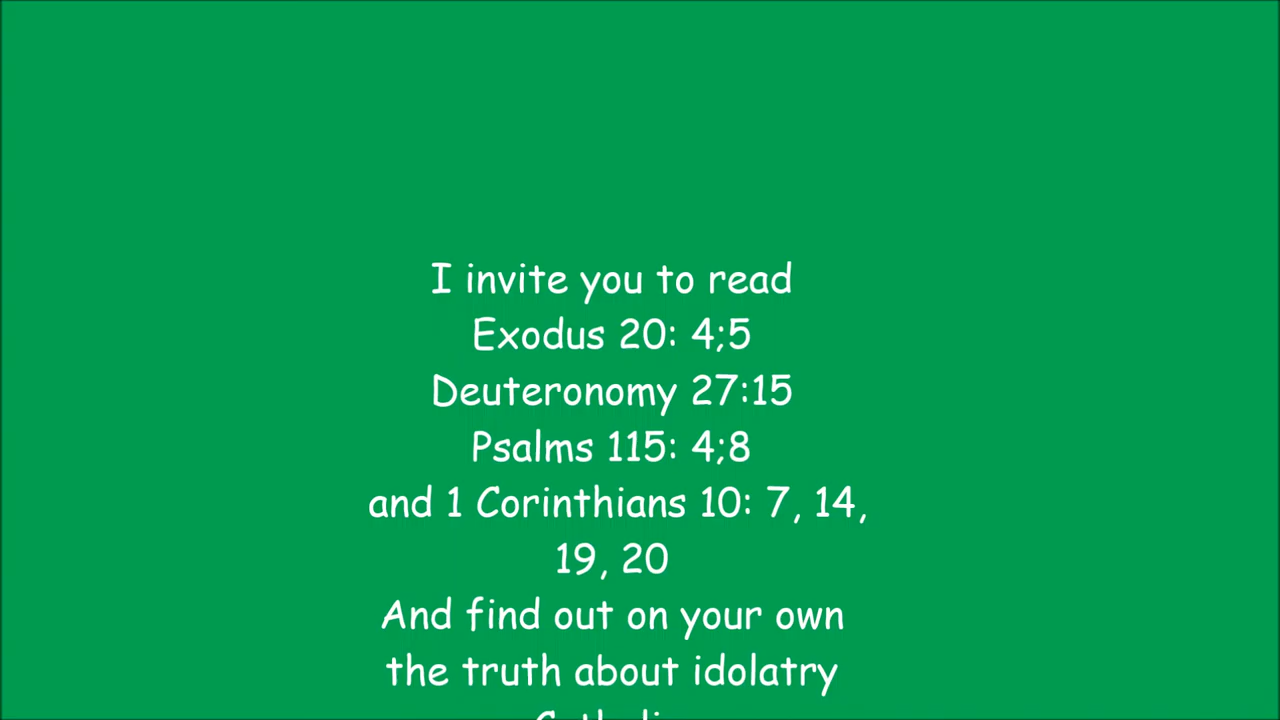 I invite you to read
Exodus 20: 4;5
Deuteronomy 27:15
Psalms 115: 4;8
and 1 Corinthians 10: 7, 14,
19, 20
And find out on your own
the truth about idolatry